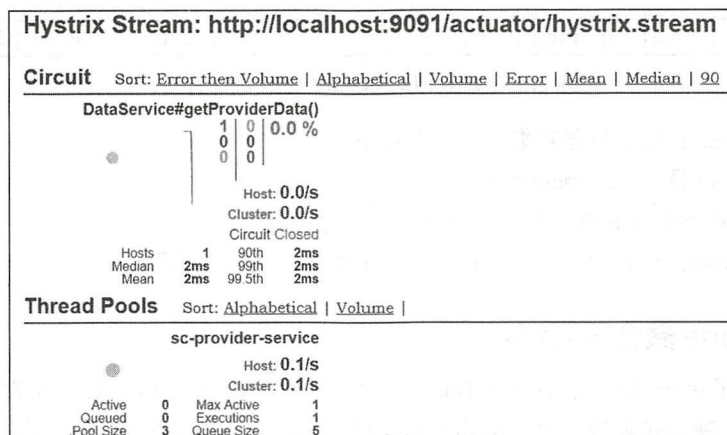 Hystrix Stream: http://localhost:9091/actuator/hystrix.stream
Circuit Sort: Error then Volume | Alphabetical | Volume | Error | Mean | Median | 90
DataService#getProviderData()
1 | 0 | 0.0 %
0 | 0
0 | 0
Host: 0.0/s
Cluster: 0.0/s
Circuit Closed
Hosts 1 90th 2ms
Median 2ms 99th 2ms
Mean 2ms 99.5th 2ms
Thread Pools Sort: Alphabetical | Volume |
sc-provider-service
Host: 0.1/s
Cluster: 0.1/s
Active 0 Max Active 1
Queued 0 Executions 1
Pool Size 3 Queue Size 5